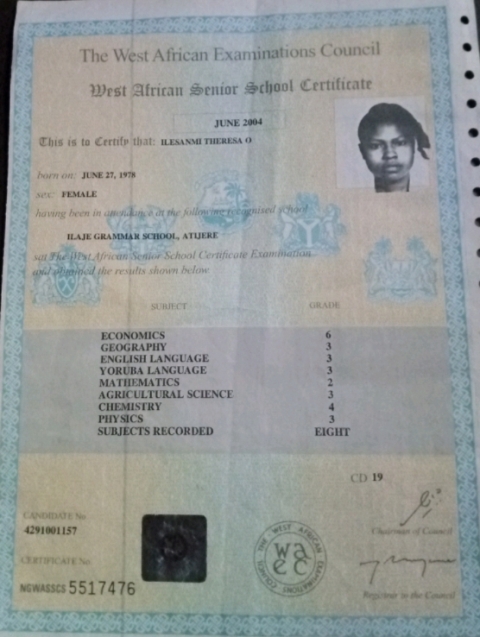 The West African Examinations Council
West African Senior School Certificate
JUNE 2004
This is to Certify that: ILESANMI THERESA O
born on: JUNE 27, 1978
sex: FEMALE
having been in attendance at the following recognised school
ILAJE GRAMMAR SCHOOL, ATIJERE
sat The West African Senior School Certificate Examination
and obtained the results shown below
SUBJECT GRADE
ECONOMICS 6
GEOGRAPHY 3
ENGLISH LANGUAGE 3
YORUBA LANGUAGE 3
MATHEMATICS 2
AGRICULTURAL SCIENCE 3
CHEMISTRY 4
PHYSICS 3
SUBJECTS RECORDED EIGHT
CD 19
CANDIDATE No
4291001157
Chairman of Council
THE WEST AFRICAN EXAMINATIONS COUNCIL
wa
ec
CERTIFICATE No.
NGWASSCS 5517476
Registrar to the Council